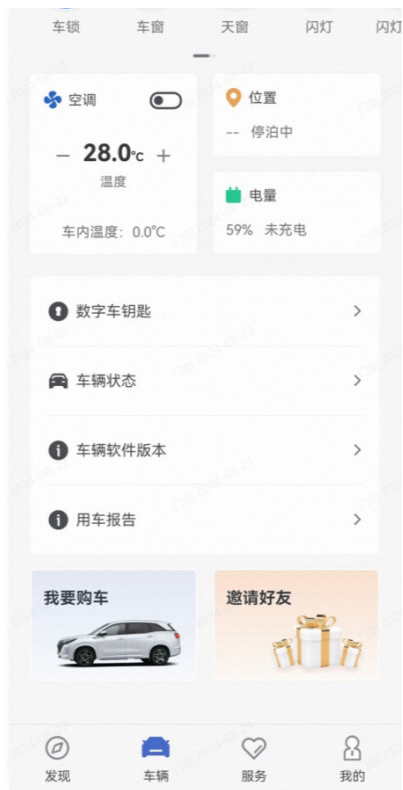 车锁 车窗 天窗 闪灯 闪灯
空调
28.0℃
温度
车内温度：0.0℃
位置
-- 停泊中
电量
59% 未充电
数字车钥匙
车辆状态
车辆软件版本
用车报告
我要购车
邀请好友
发现 车辆 服务 我的